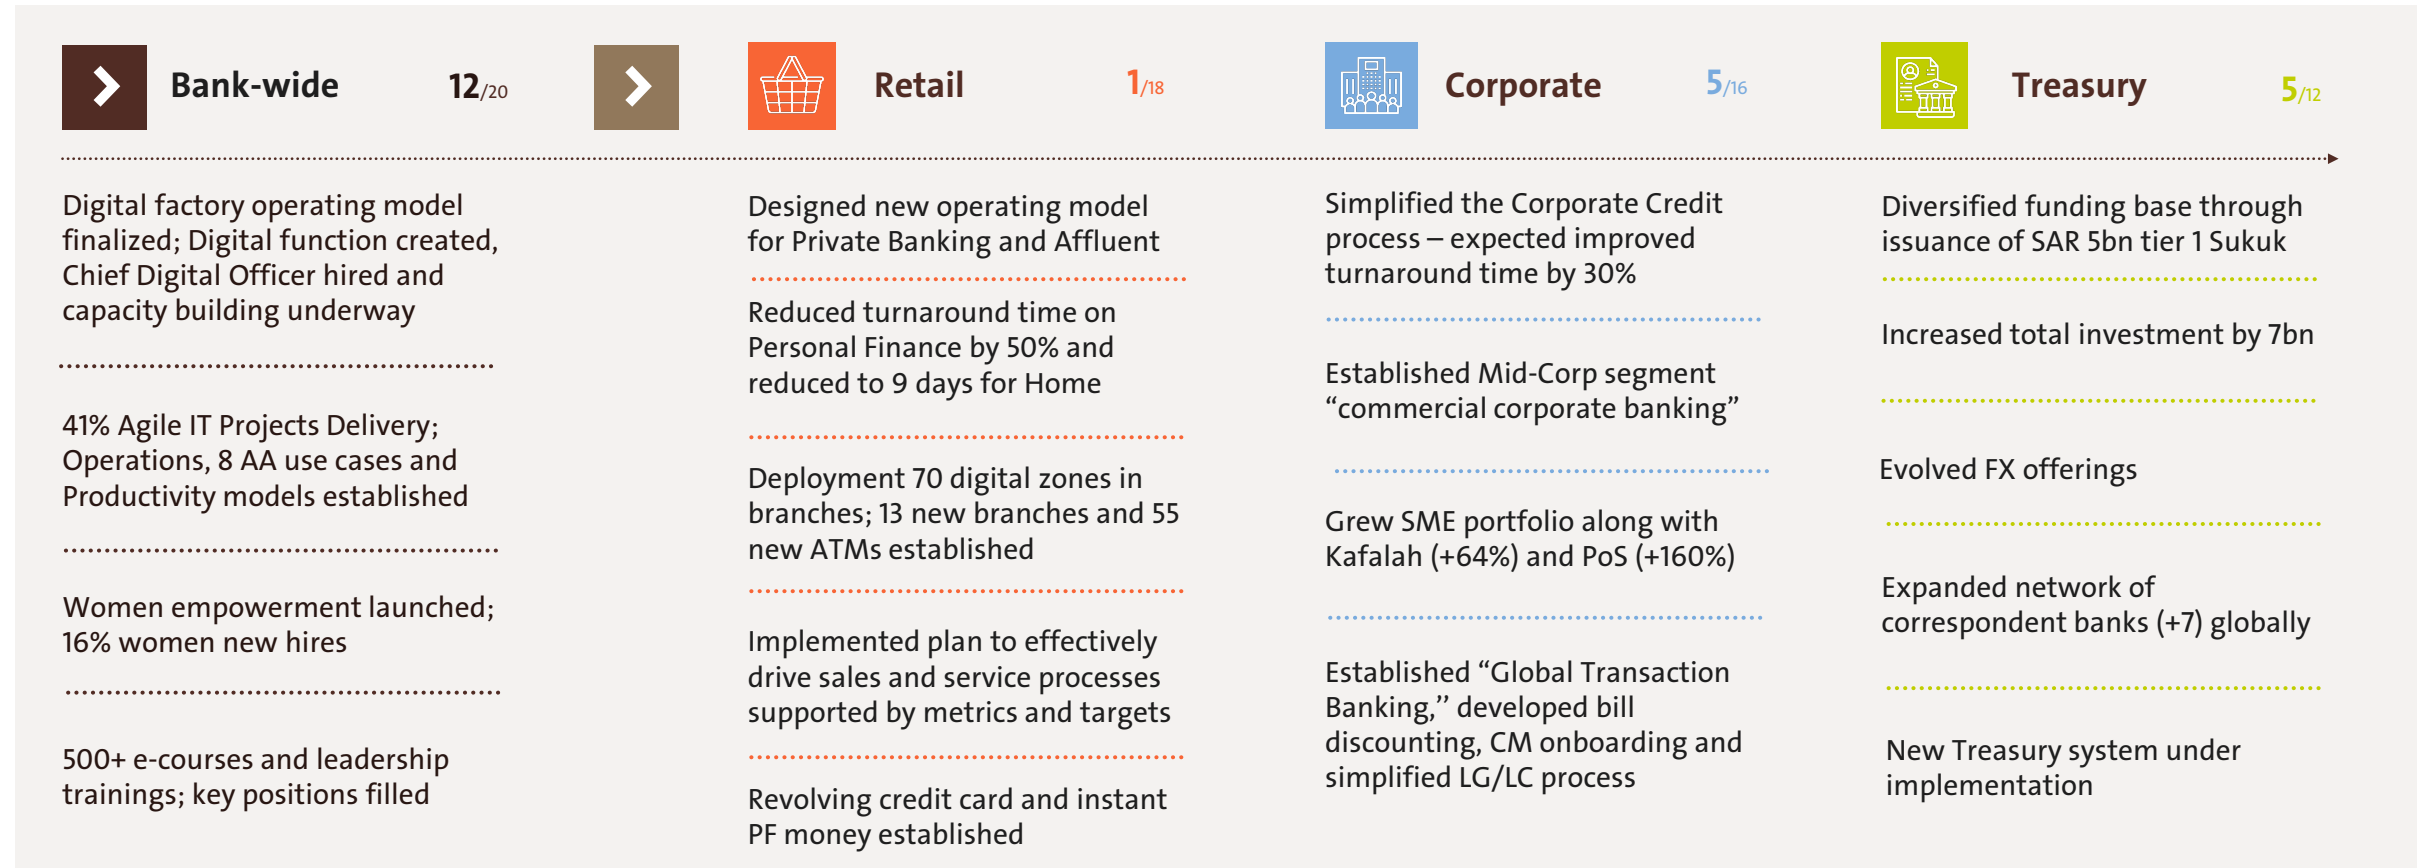 Bank-wide 12/20
Digital factory operating model
finalized; Digital function created,
Chief Digital Officer hired and
capacity building underway
41% Agile IT Projects Delivery;
Operations, 8 AA use cases and
Productivity models established
Women empowerment launched;
16% women new hires
500+ e-courses and leadership
trainings; key positions filled
Retail 1/18
Designed new operating model
for Private Banking and Affluent
Reduced turnaround time on
Personal Finance by 50% and
reduced to 9 days for Home
Deployment 70 digital zones in
branches; 13 new branches and 55
new ATMs established
Implemented plan to effectively
drive sales and service processes
supported by metrics and targets
Revolving credit card and instant
PF money established
Corporate 5/16
Simplified the Corporate Credit
process – expected improved
turnaround time by 30%
Established Mid-Corp segment
“commercial corporate banking”
Grew SME portfolio along with
Kafalah (+64%) and PoS (+160%)
Established “Global Transaction
Banking,’’ developed bill
discounting, CM onboarding and
simplified LG/LC process
Treasury 5/12
Diversified funding base through
issuance of SAR 5bn tier 1 Sukuk
Increased total investment by 7bn
Evolved FX offerings
Expanded network of
correspondent banks (+7) globally
New Treasury system under
implementation